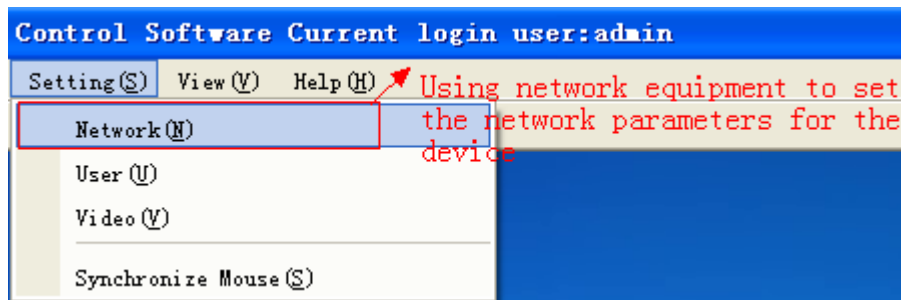 Control Software Current login user:admin
Setting(S) View(V) Help(H)
Using network equipment to set
the network parameters for the
device
Network(N)
User(U)
Video(V)
Synchronize Mouse(S)